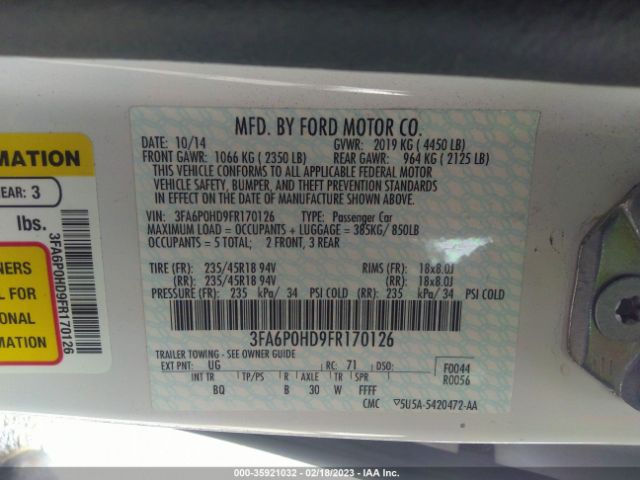 MFD. BY FORD MOTOR CO.
DATE: 10/14 GVWR: 2019 KG ( 4450 LB)
FRONT GAWR: 1066 KG ( 2350 LB) REAR GAWR: 964 KG ( 2125 LB)
THIS VEHICLE CONFORMS TO ALL APPLICABLE FEDERAL MOTOR
VEHICLE SAFETY, BUMPER, AND THEFT PREVENTION STANDARDS
IN EFFECT ON THE DATE OF MANUFACTURE SHOWN ABOVE.
VIN: 3FA6P0HD9FR170126 TYPE: Passenger Car
MAXIMUM LOAD = OCCUPANTS + LUGGAGE = 385KG/ 850LB
OCCUPANTS = 5 TOTAL; 2 FRONT, 3 REAR
TIRE (FR): 235/45R18 94V RIMS (FR): 18x8.0J
(RR): 235/45R18 94V (RR): 18x8.0J
PRESSURE (FR): 235 kPa/ 34 PSI COLD (RR): 235 kPa/ 34 PSI COLD
3FA6P0HD9FR170126
TRAILER TOWING - SEE OWNER GUIDE
EXT PNT: UG RC: 71 DSO: F0044
R0056
INT TR TP/PS R AXLE TR SPR
BQ B 30 W FFFF
CMC ▽5U5A-5420472-AA
RMATION
EAR: 3
lbs.
NERS
L FOR
ONAL
ON
3FA6P0HD9FR170126
000-35921032 - 02/18/2023 - Copyright IAA, LLC